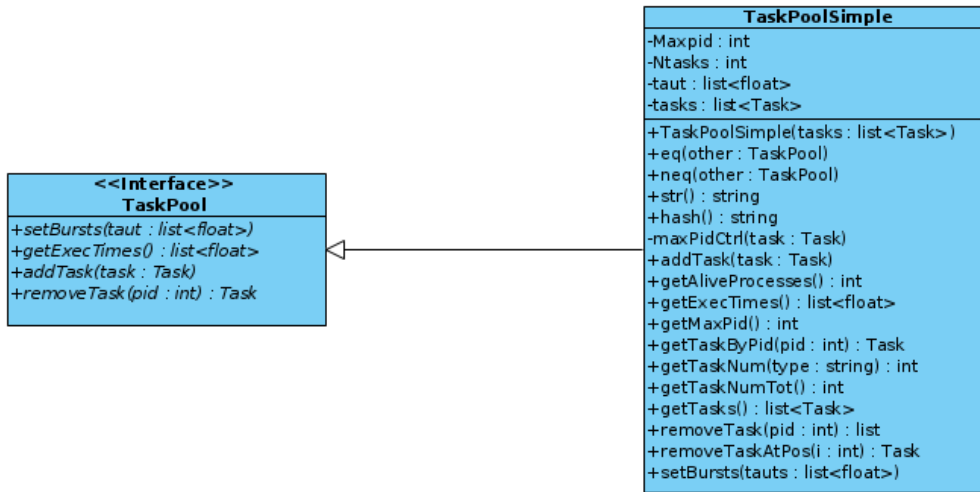 <<Interface>>
TaskPool
+setBursts(taut : list<float>)
+getExecTimes() : list<float>
+addTask(task : Task)
+removeTask(pid : int) : Task
TaskPoolSimple
-Maxpid : int
-Ntasks : int
-taut : list<float>
-tasks : list<Task>
+TaskPoolSimple(tasks : list<Task>)
+eq(other : TaskPool)
+neq(other : TaskPool)
+str() : string
+hash() : string
-maxPidCtrl(task : Task)
+addTask(task : Task)
+getAliveProcesses() : int
+getExecTimes() : list<float>
+getMaxPid() : int
+getTaskByPid(pid : int) : Task
+getTaskNum(type : string) : int
+getTaskNumTot() : int
+getTasks() : list<Task>
+removeTask(pid : int) : list
+removeTaskAtPos(i : int) : Task
+setBursts(tauts : list<float>)